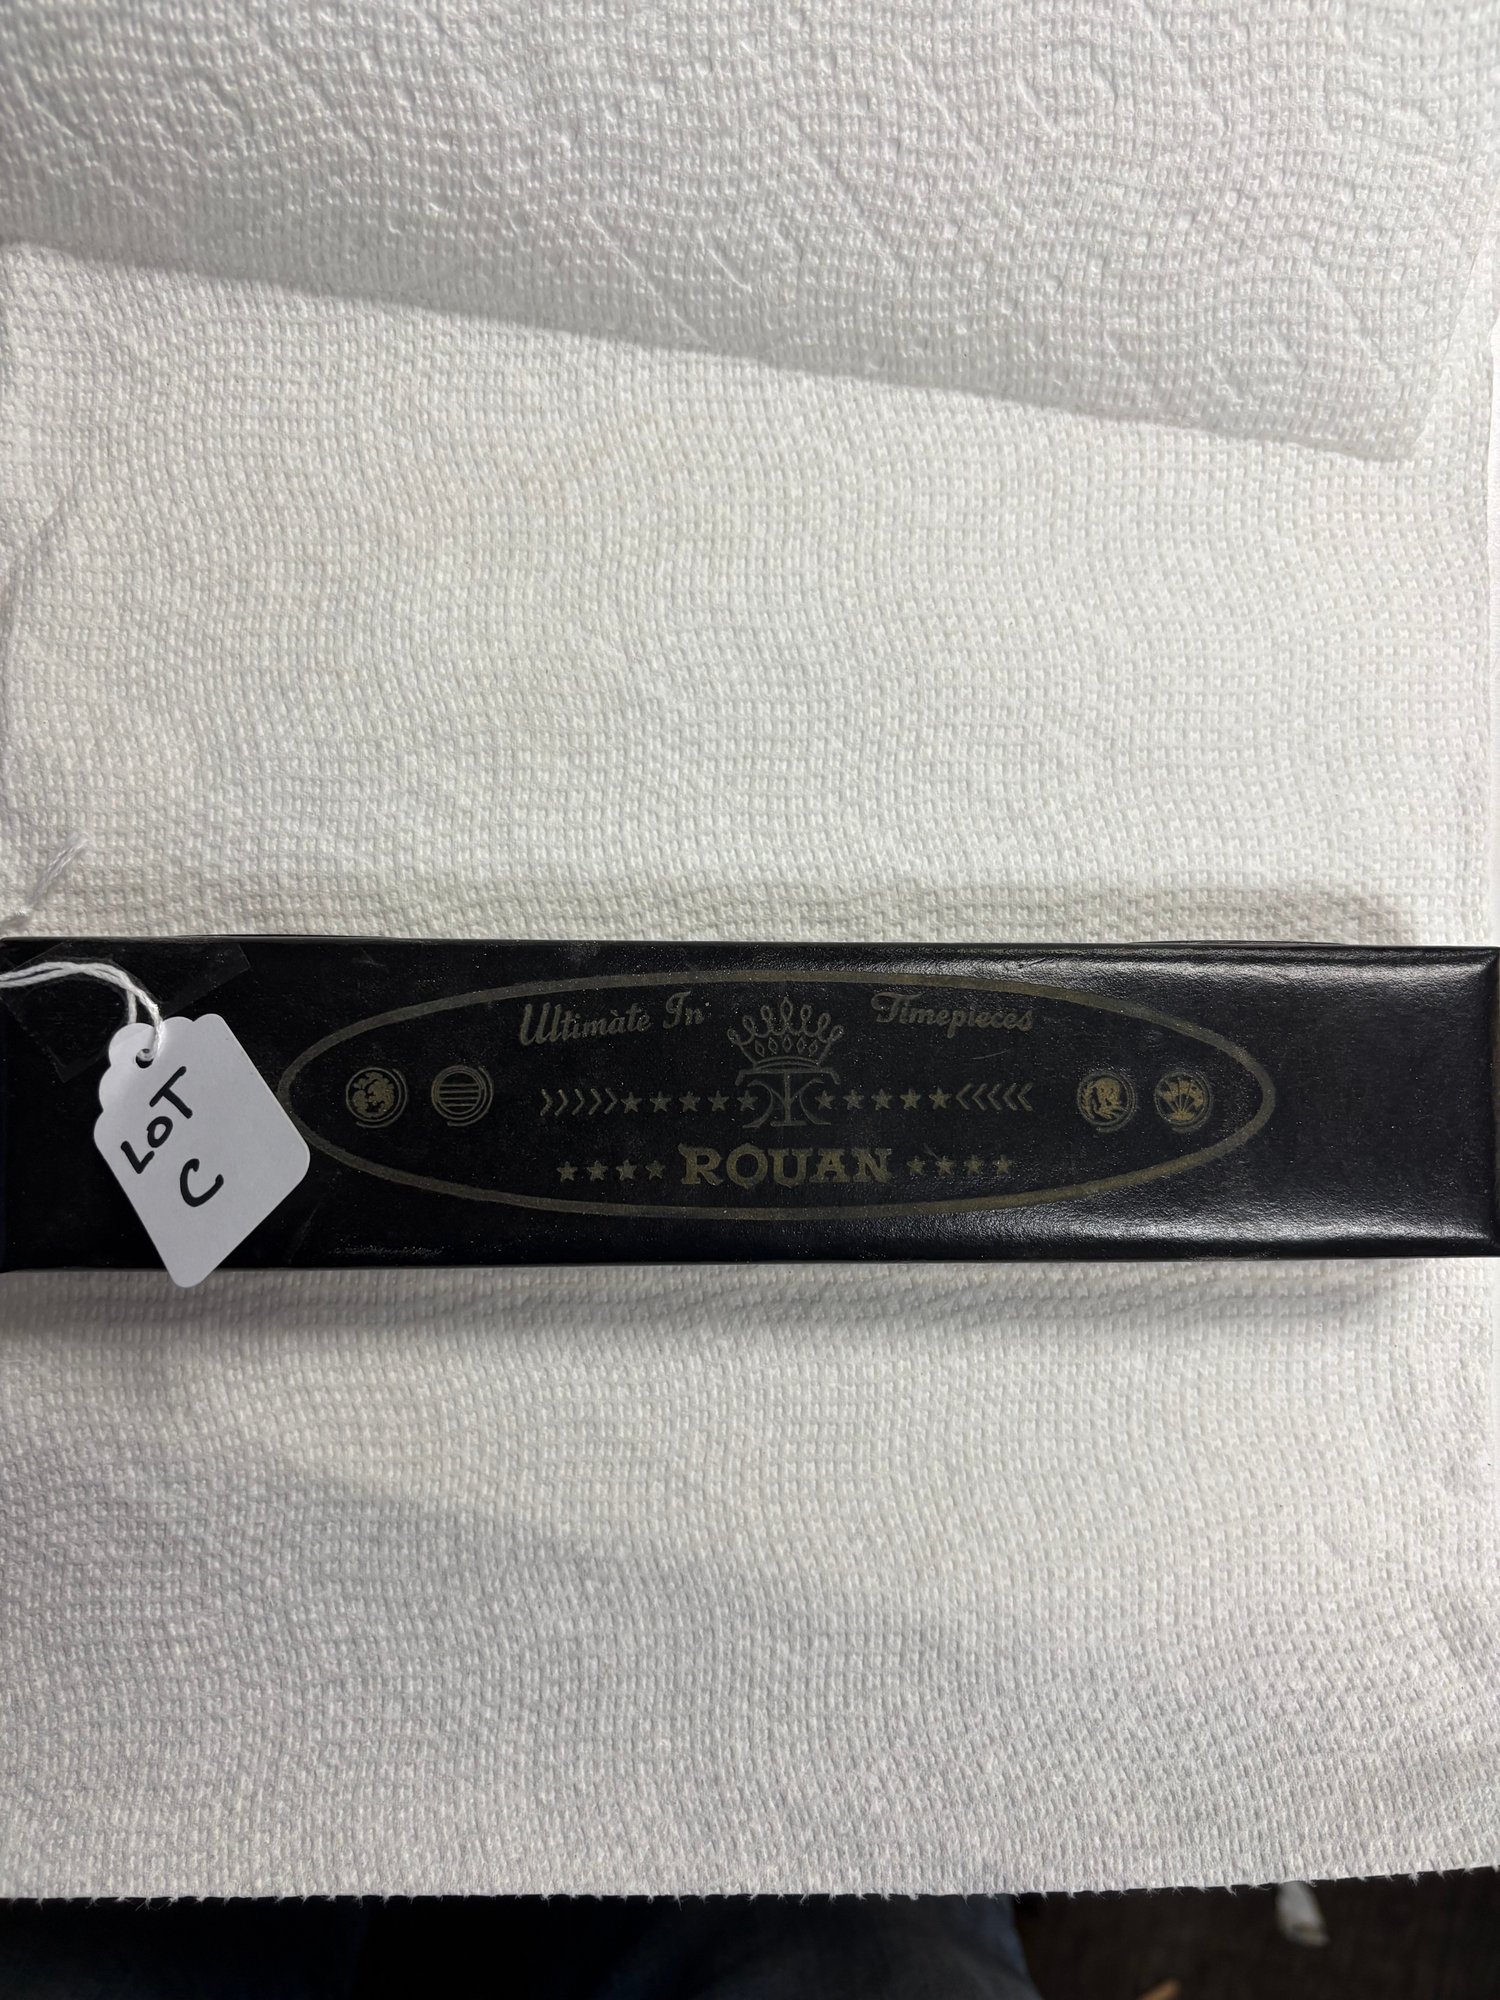 Ultimate In Timepieces
ROUAN
LOT
C